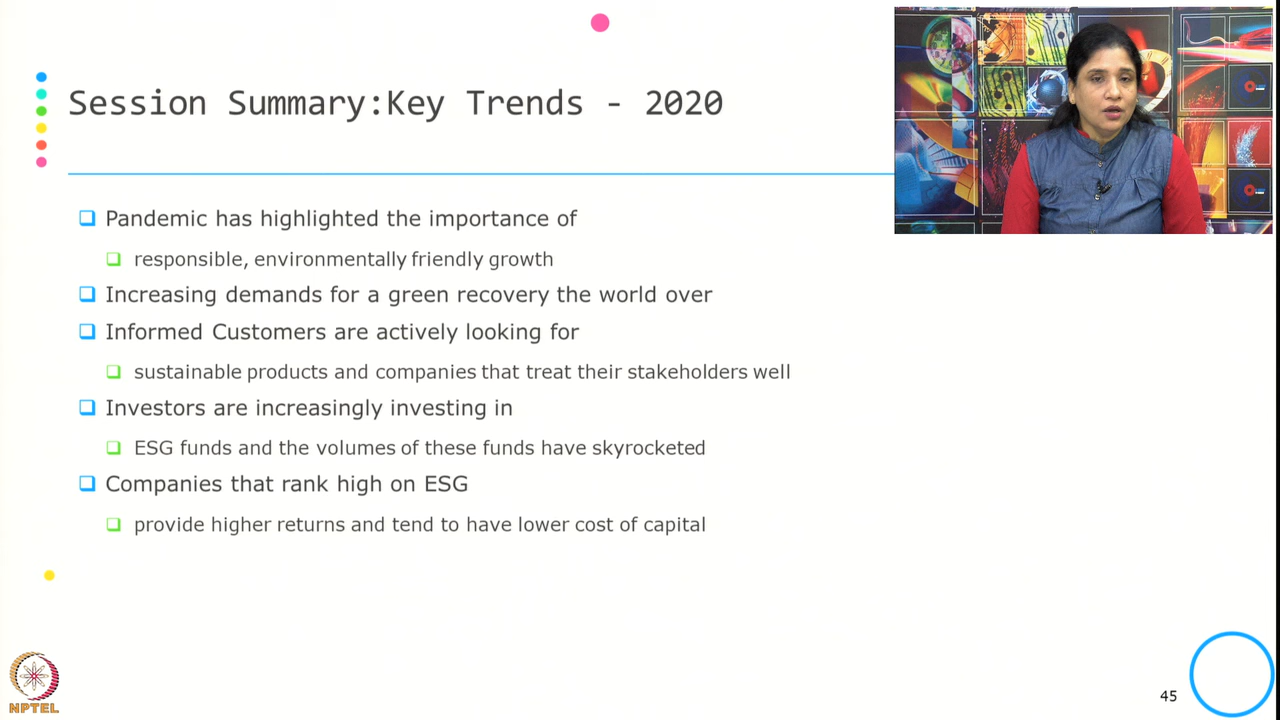 Session Summary:Key Trends - 2020
Pandemic has highlighted the importance of
responsible, environmentally friendly growth
Increasing demands for a green recovery the world over
Informed Customers are actively looking for
sustainable products and companies that treat their stakeholders well
Investors are increasingly investing in
ESG funds and the volumes of these funds have skyrocketed
Companies that rank high on ESG
provide higher returns and tend to have lower cost of capital
NPTEL
45